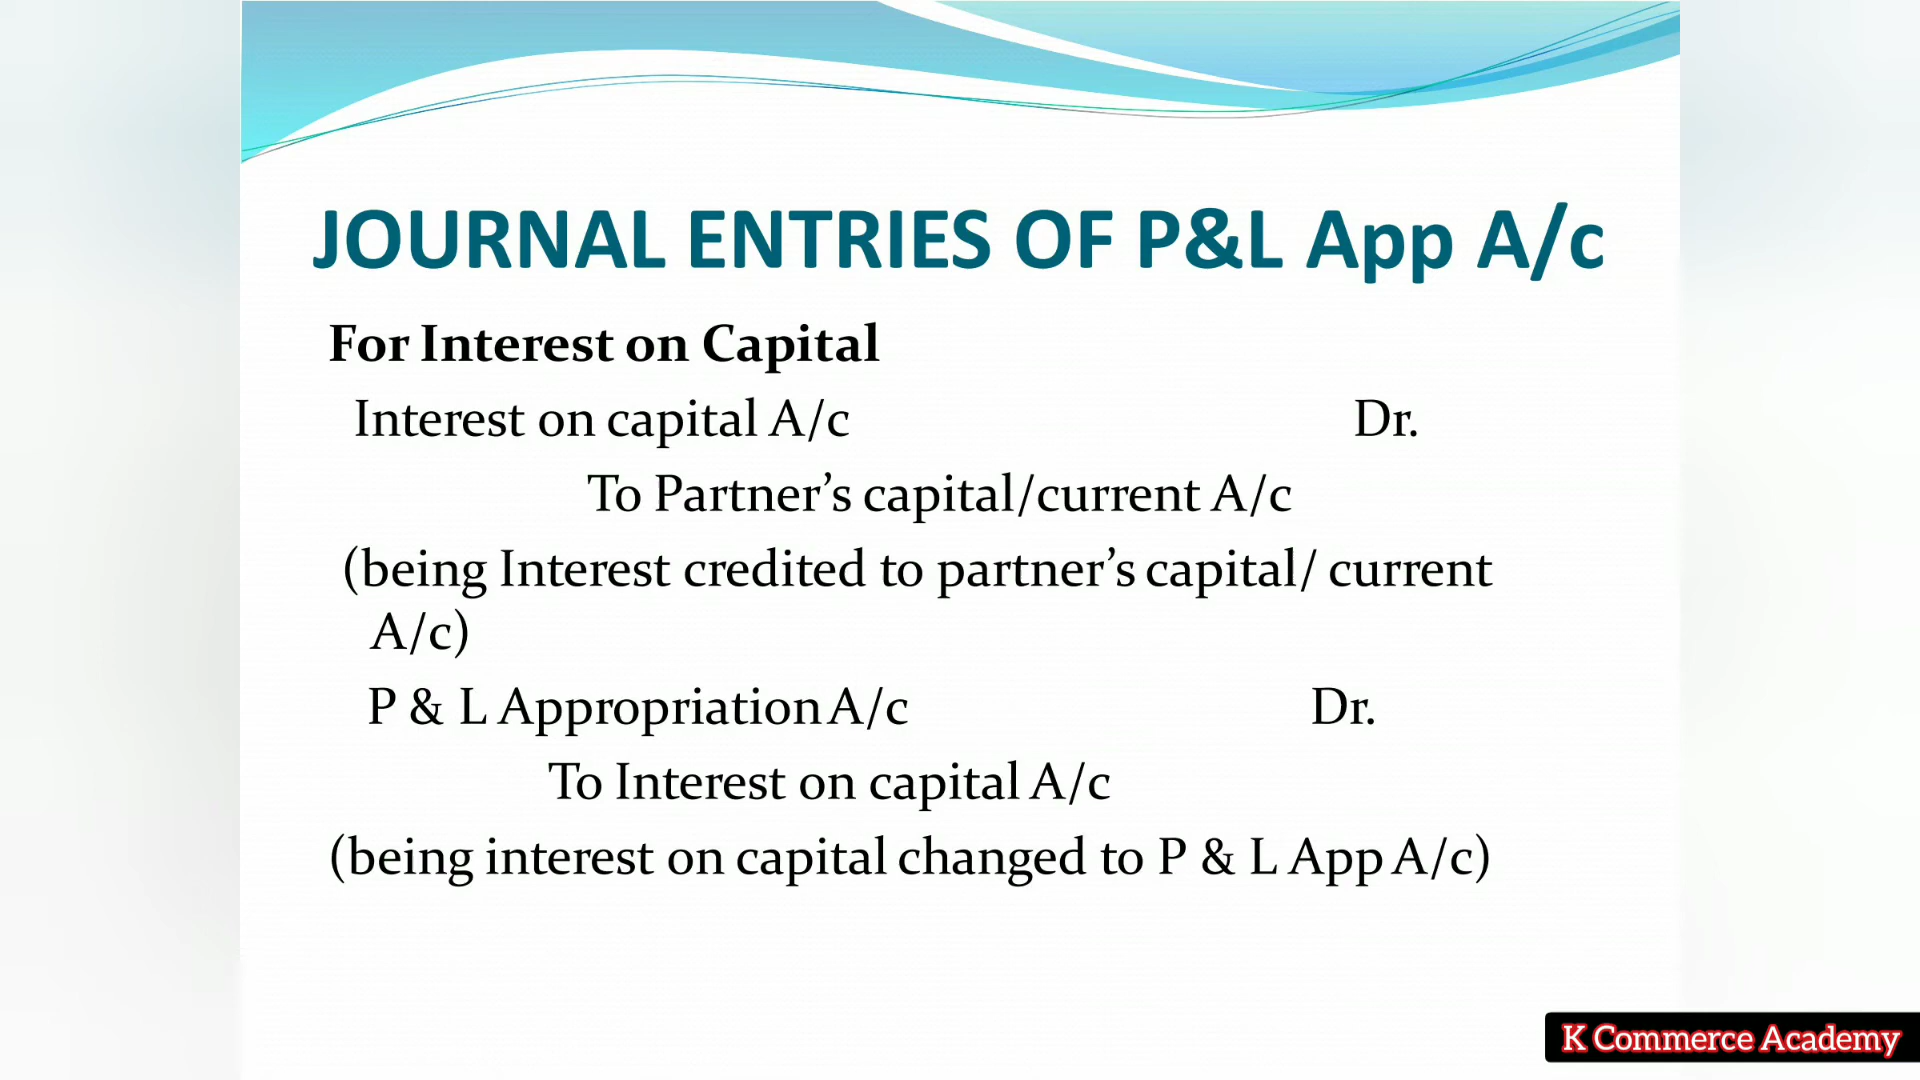 JOURNAL ENTRIES OF P&L App A/c
For Interest on Capital
Interest on capital A/c Dr.
To Partner’s capital/current A/c
(being Interest credited to partner’s capital/ current
A/c)
P & L Appropriation A/c Dr.
To Interest on capital A/c
(being interest on capital changed to P & L App A/c)
K Commerce Academy